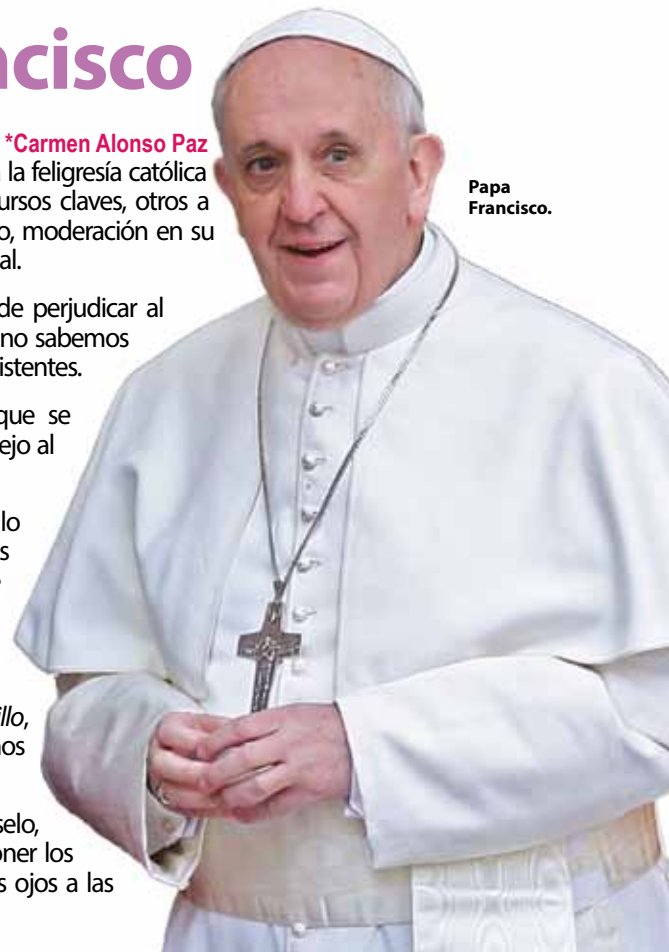 ncisco
*Carmen Alonso Paz
la feligresía católica
ursos claves, otros a
o, moderación en su
al.
Papa
Francisco.
de perjudicar al
no sabemos
istentes.
que se
ejo al
lo
s
illo,
nos
selo,
oner los
s ojos a las